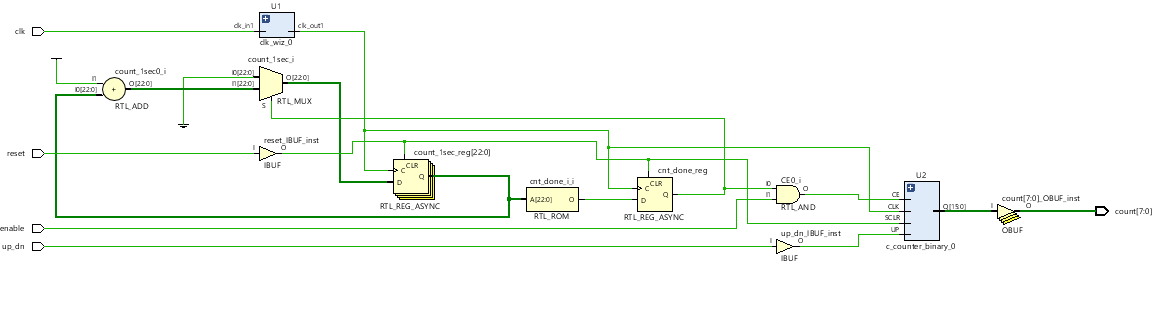 U1
clk
clk_in1
clk_out1
clk_wiz_0
count_1sec_i
count_1sec0_i
I1
I0[22:0]
+
O[22:0]
RTL_ADD
I0[22:0]
I1[22:0]
O[22:0]
S
RTL_MUX
reset
reset_IBUF_inst
I
O
IBUF
count_1sec_reg[22:0]
CLR
C
D
Q
RTL_REG_ASYNC
cnt_done_i_i
A[22:0]
O
RTL_ROM
cnt_done_reg
CLR
C
D
Q
RTL_REG_ASYNC
CE0_i
I0
I1
O
RTL_AND
U2
CE
CLK
SCLR
UP
Q[15:0]
c_counter_binary_0
count[7:0]_OBUF_inst
I
O
OBUF
count[7:0]
enable
up_dn
up_dn_IBUF_inst
I
O
IBUF